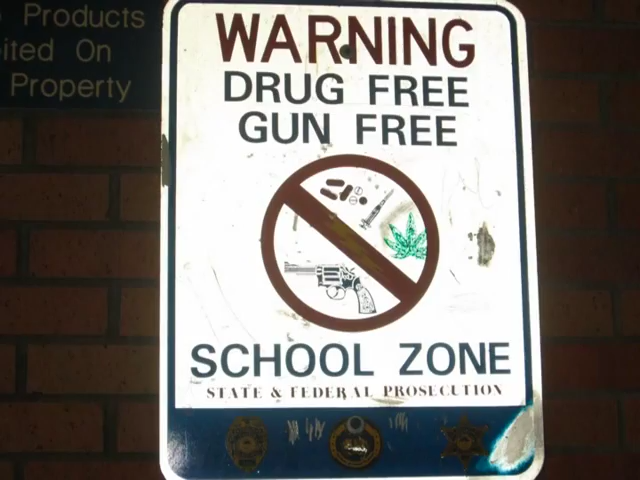 Products
ited On
Property
WARNING
DRUG FREE
GUN FREE
SCHOOL ZONE
STATE & FEDERAL PROSECUTION